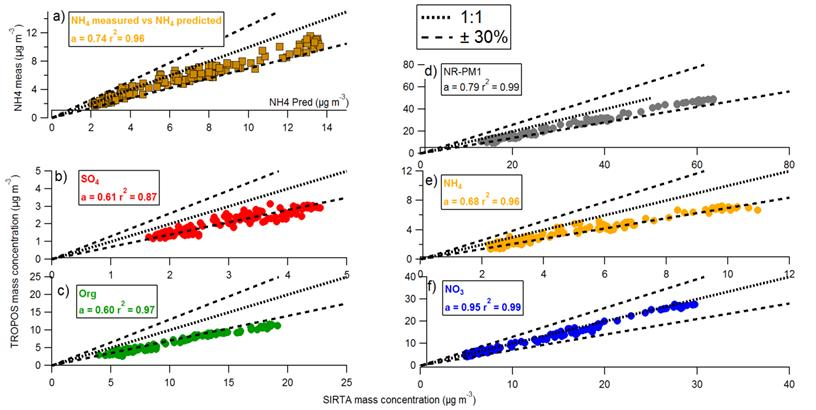 a)
NH4 measured vs NH4 predicted
a = 0.74 r2 = 0.96
NH4 meas (µg m-3)
12
8
4
0
NH4 Pred (µg m-3)
0 2 4 6 8 10 12 14
1:1
± 30%
b)
SO4
a = 0.61 r2 = 0.87
5
4
3
2
1
0
0 1 2 3 4 5
c)
Org
a = 0.60 r2 = 0.97
25
20
15
10
5
0
0 5 10 15 20 25
TROPOS mass concentration (µg m-3)
d)
NR-PM1
a = 0.79 r2 = 0.99
80
60
40
20
0
0 20 40 60 80
e)
NH4
a = 0.68 r2 = 0.96
12
8
4
0
0 2 4 6 8 10 12
f)
NO3
a = 0.95 r2 = 0.99
40
30
20
10
0
0 10 20 30 40
SIRTA mass concentration (µg m-3)